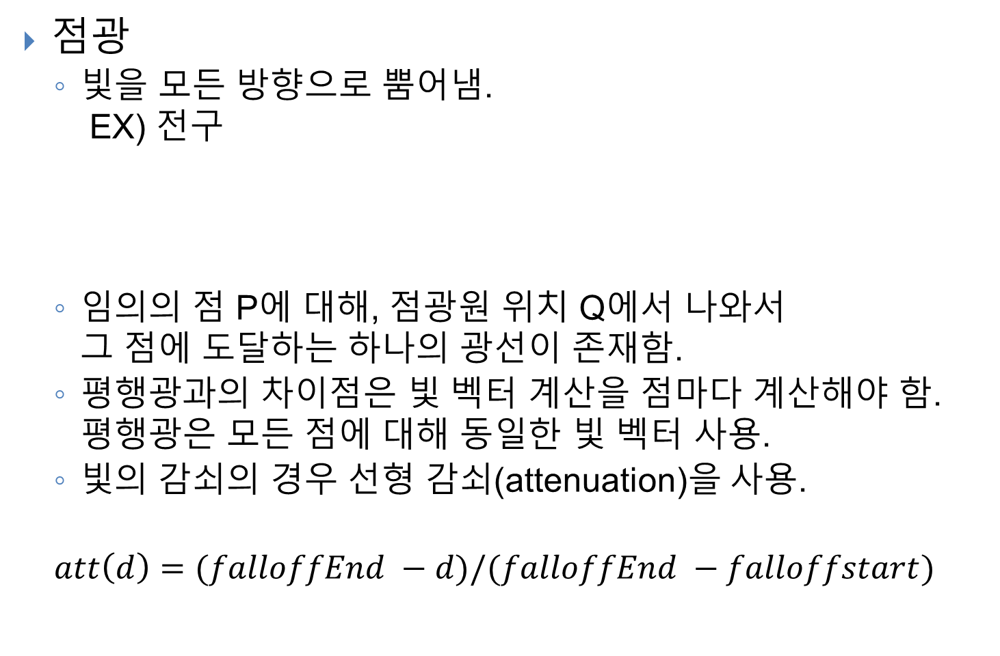 점광
빛을 모든 방향으로 뿜어냄.
EX) 전구
임의의 점 P에 대해, 점광원 위치 Q에서 나와서
그 점에 도달하는 하나의 광선이 존재함.
평행광과의 차이점은 빛 벡터 계산을 점마다 계산해야 함.
평행광은 모든 점에 대해 동일한 빛 벡터 사용.
빛의 감쇠의 경우 선형 감쇠(attenuation)을 사용.
att(d) = (falloffEnd − d)/(falloffEnd − falloffstart)